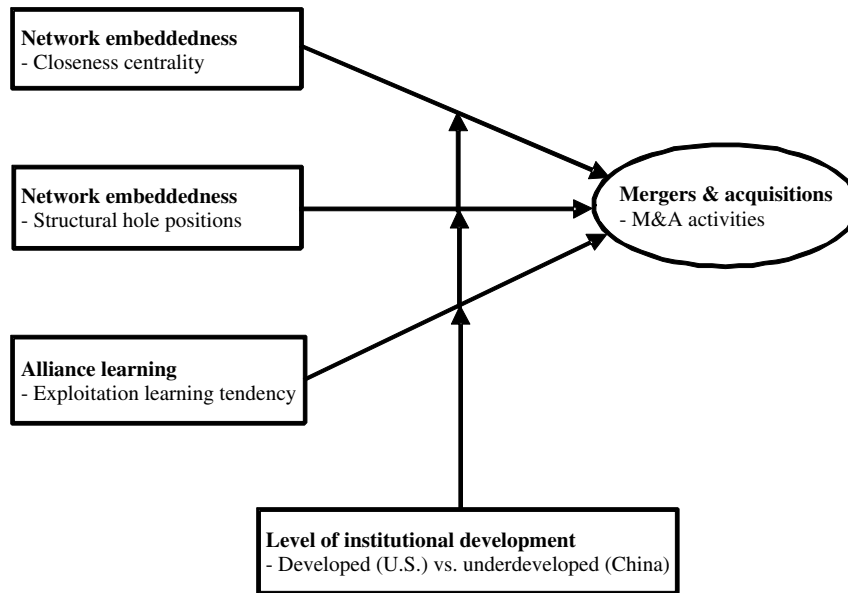 Network embeddedness
- Closeness centrality
Network embeddedness
- Structural hole positions
Mergers & acquisitions
- M&A activities
Alliance learning
- Exploitation learning tendency
Level of institutional development
- Developed (U.S.) vs. underdeveloped (China)